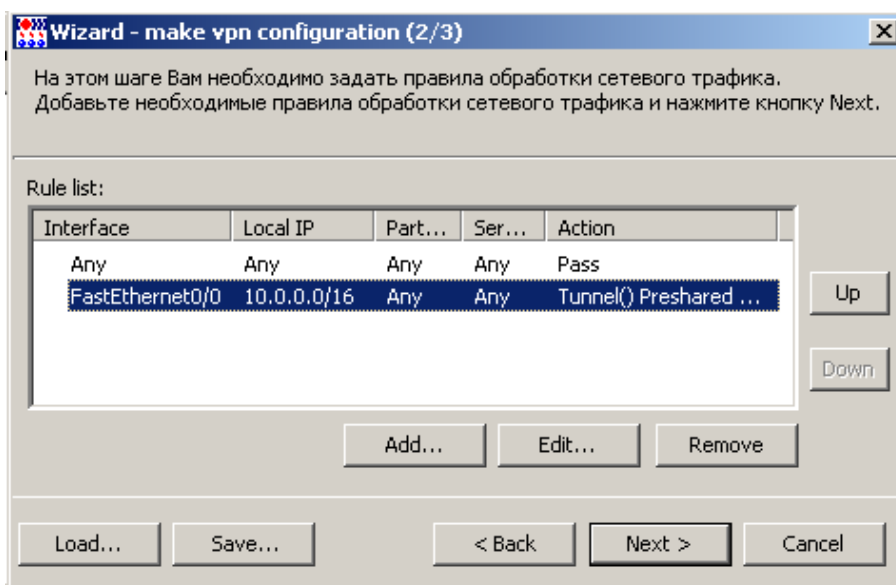 Wizard - make vpn configuration (2/3)
На этом шаге Вам необходимо задать правила обработки сетевого трафика.
Добавьте необходимые правила обработки сетевого трафика и нажмите кнопку Next.
Rule list:
Interface Local IP Part... Ser... Action
Any Any Any Any Pass
FastEthernet0/0 10.0.0.0/16 Any Any Tunnel() Preshared ...
Up
Down
Add... Edit... Remove
Load... Save... < Back Next > Cancel